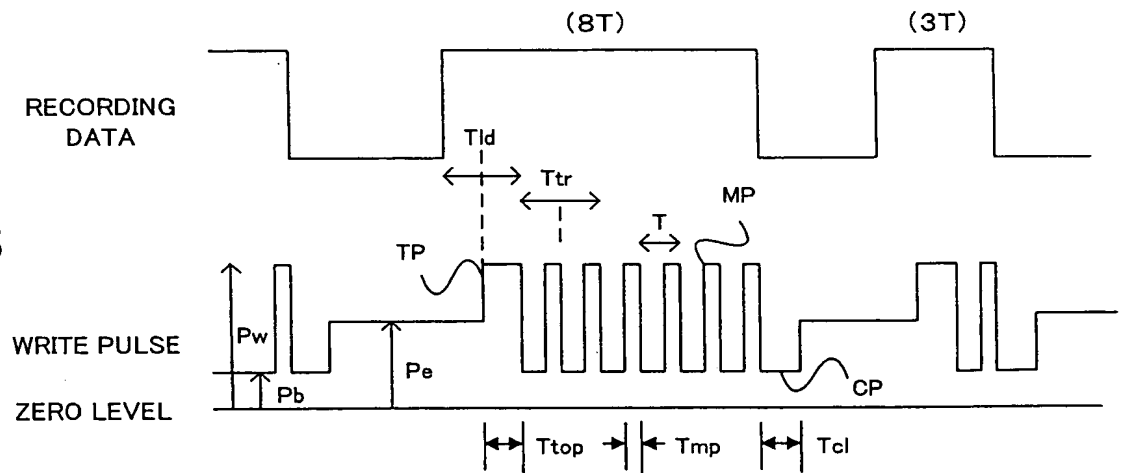 (8T)
(3T)
RECORDING
DATA
Tld
Ttr
MP
T
TP
Pw
WRITE PULSE
Pe
Pb
CP
ZERO LEVEL
Ttop
Tmp
Tcl